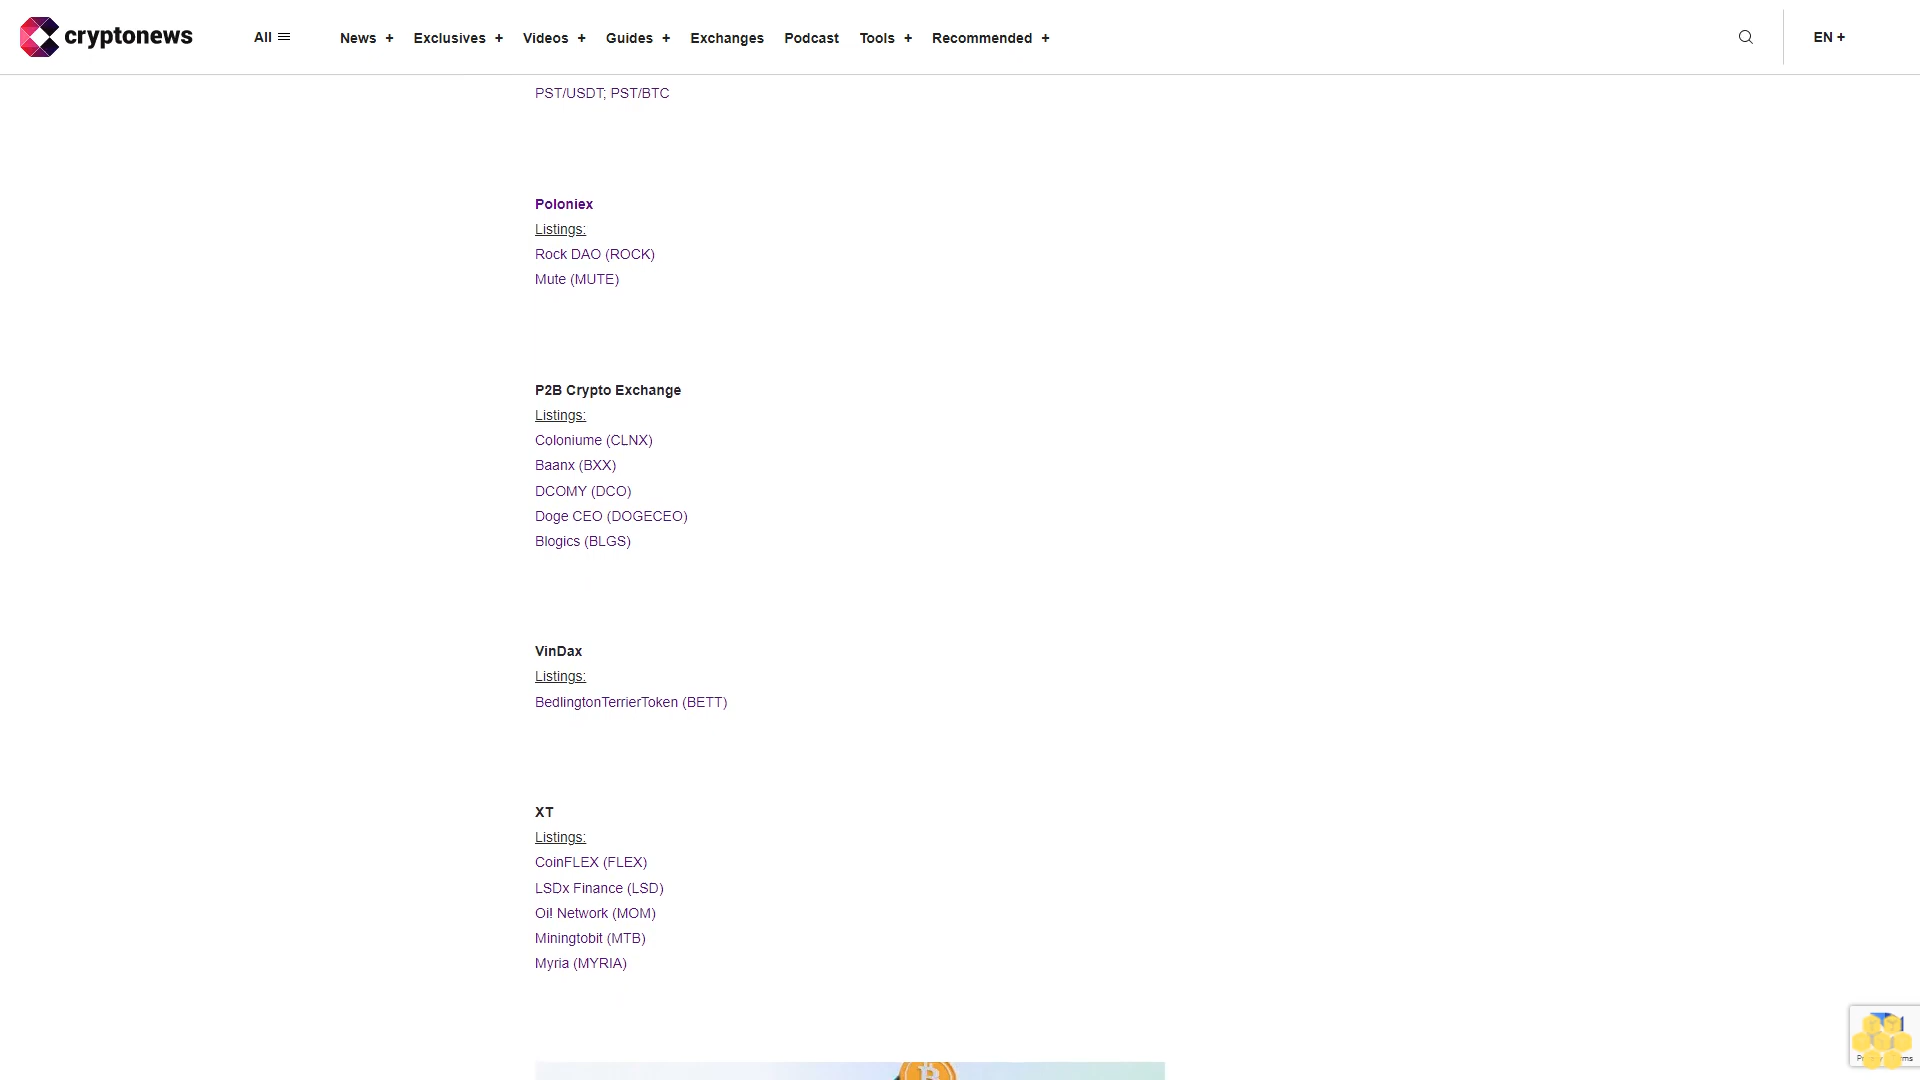 cryptonews
All
News +
Exclusives +
Videos +
Guides +
Exchanges
Podcast
Tools +
Recommended +
EN +
PST/USDT; PST/BTC
Poloniex
Listings:
Rock DAO (ROCK)
Mute (MUTE)
P2B Crypto Exchange
Listings:
Coloniume (CLNX)
Baanx (BXX)
DCOMY (DCO)
Doge CEO (DOGECEO)
Blogics (BLGS)
VinDax
Listings:
BedlingtonTerrierToken (BETT)
XT
Listings:
CoinFLEX (FLEX)
LSDx Finance (LSD)
Oi! Network (MOM)
Miningtobit (MTB)
Myria (MYRIA)